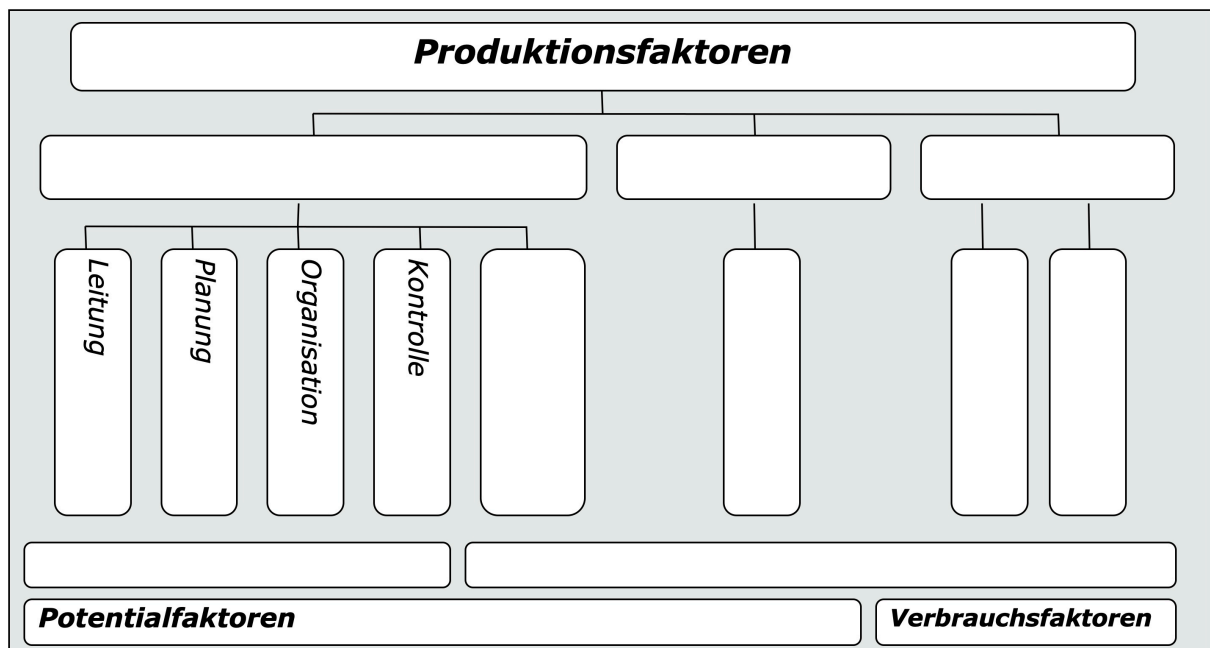 Produktionsfaktoren
Leitung
Planung
Organisation
Kontrolle
Potentialfaktoren
Verbrauchsfaktoren